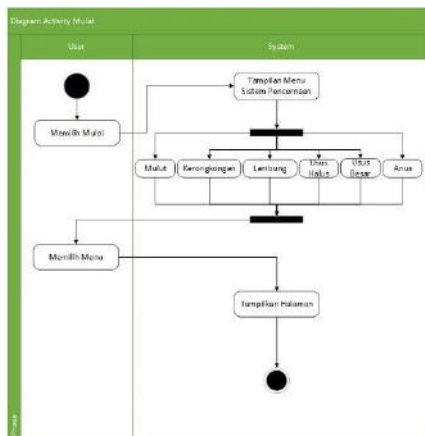 Diagram Activity Mulai
User
System
Tampilan Menu
Sistem Pencernaan
Memilih Mulai
Mulut
Kerongkongan
Lambung
Usus
Halus
Usus
Besar
Anus
Memilih Menu
Tampilkan Halaman
Phase